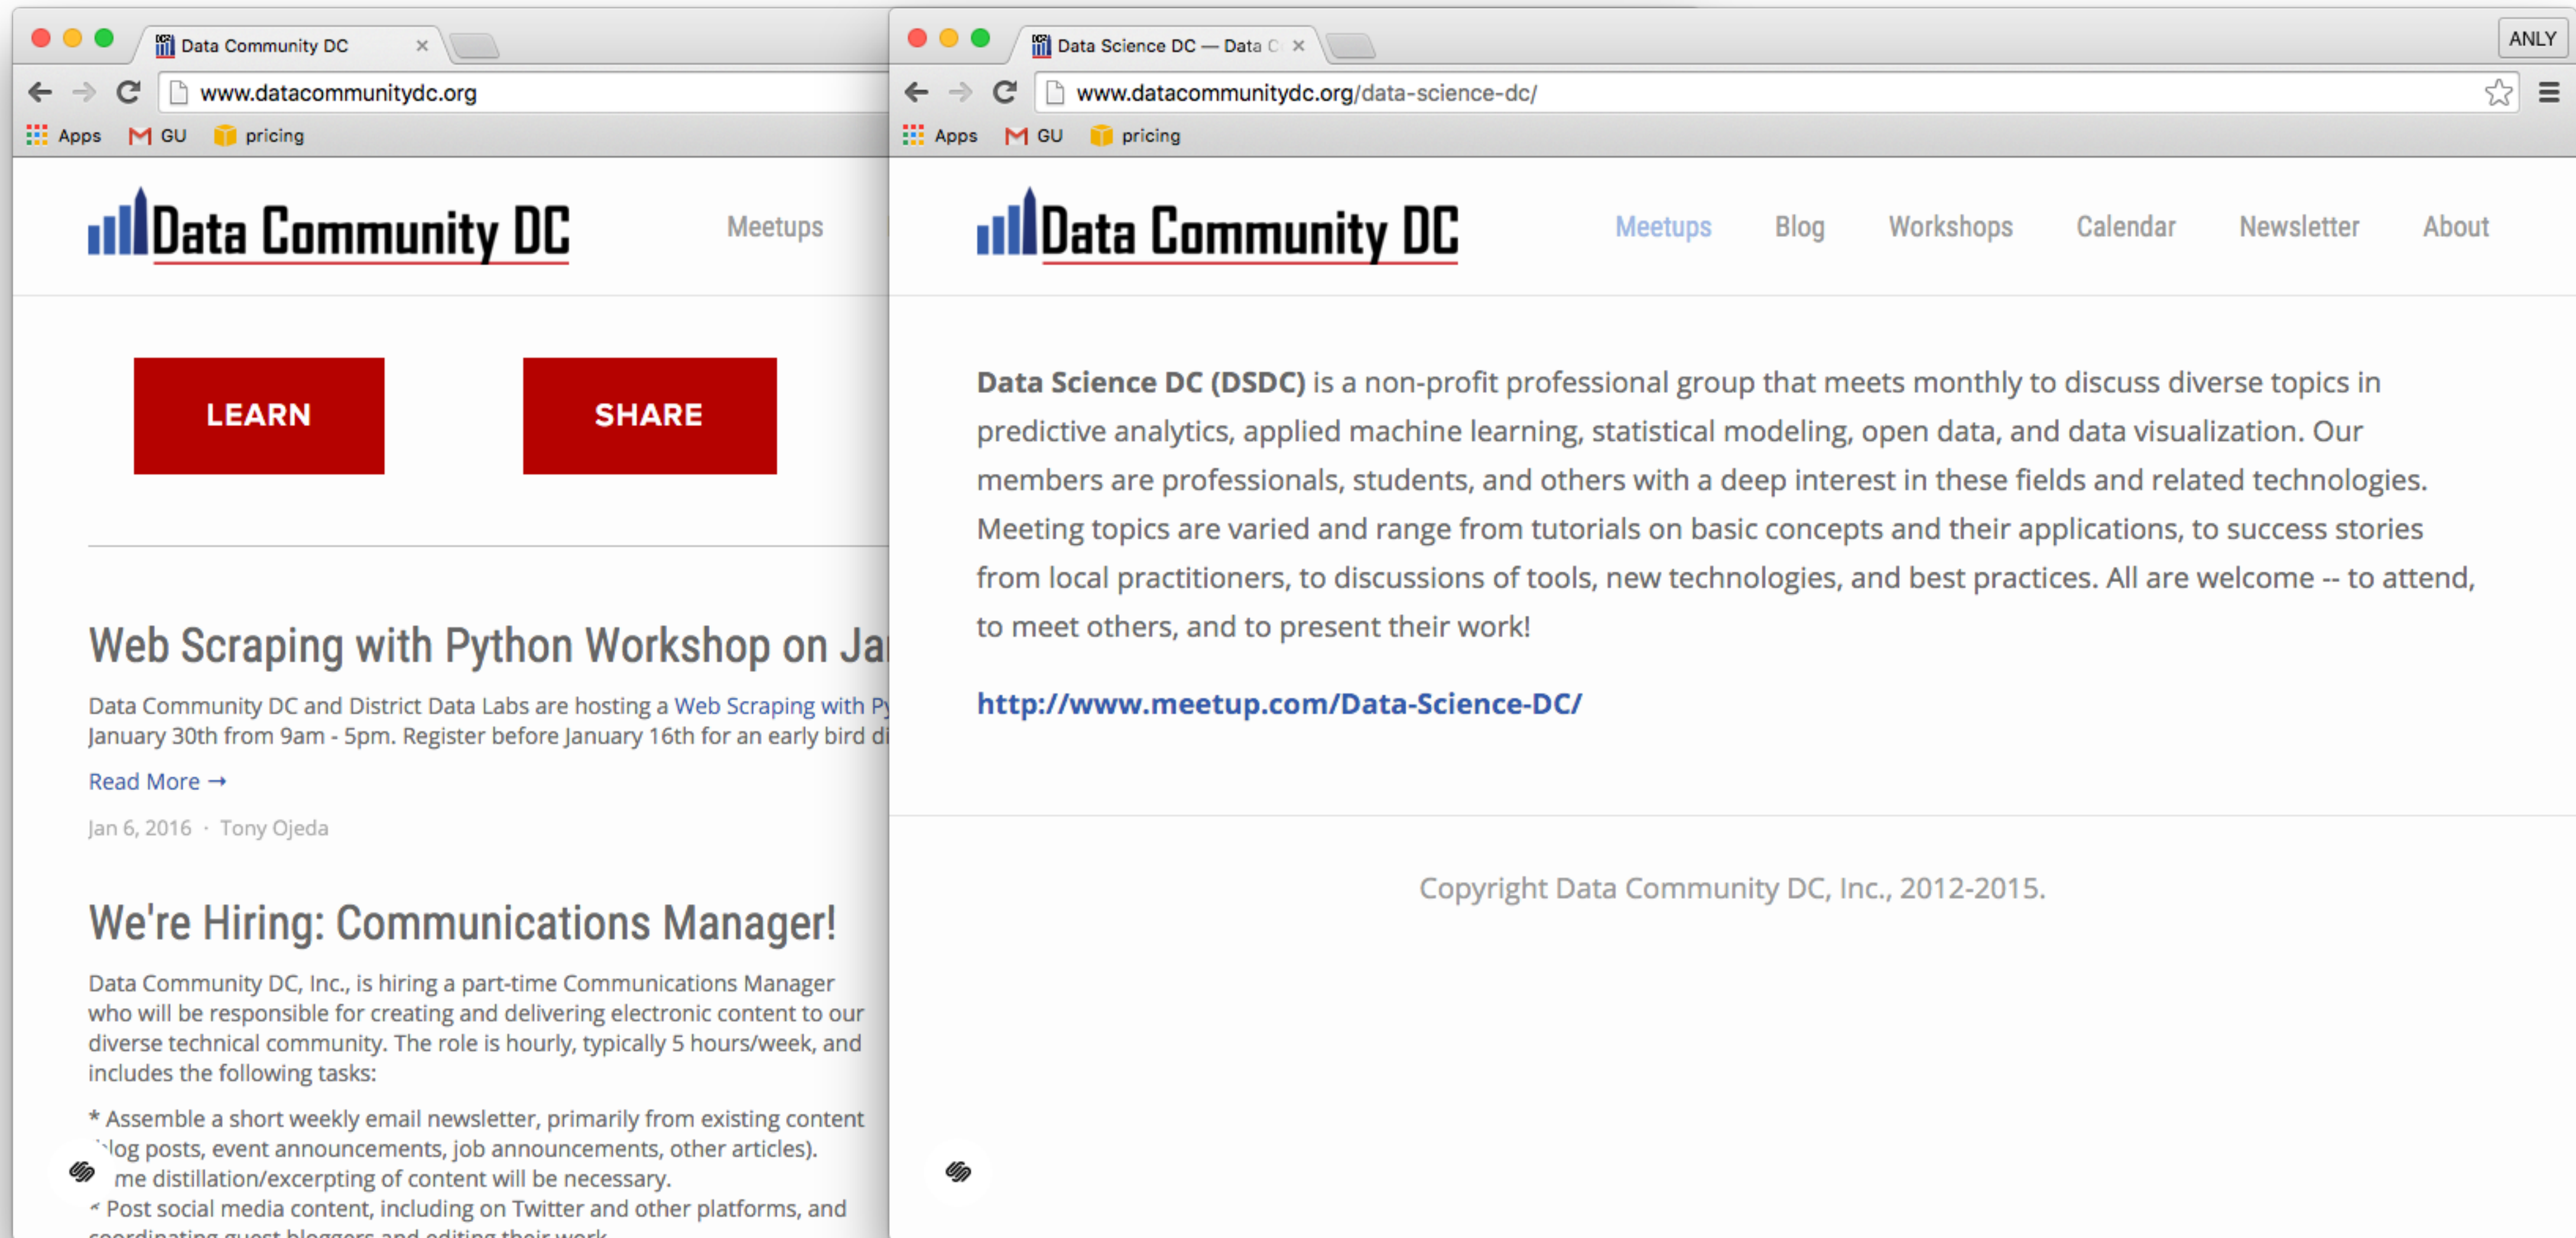 Data Community DC
www.datacommunitydc.org
Apps GU pricing
Data Community DC
Meetups
LEARN SHARE
Web Scraping with Python Workshop on
Data Community DC and District Data Labs are hosting a Web Scraping with
January 30th from 9am - 5pm. Register before January 16th for an early bird
Read More →
Jan 6, 2016 · Tony Ojeda
We're Hiring: Communications Manager!
Data Community DC, Inc., is hiring a part-time Communications Manager
who will be responsible for creating and delivering electronic content to our
diverse technical community. The role is hourly, typically 5 hours/week, and
includes the following tasks:
* Assemble a short weekly email newsletter, primarily from existing content
posts, event announcements, job announcements, other articles).
distillation/excerpting of content will be necessary.
* Post social media content, including on Twitter and other platforms, and
Data Science DC — Data
ANLY
www.datacommunitydc.org/data-science-dc/
Apps GU pricing
Data Community DC
Meetups Blog Workshops Calendar Newsletter About
Data Science DC (DSDC) is a non-profit professional group that meets monthly to discuss diverse topics in
predictive analytics, applied machine learning, statistical modeling, open data, and data visualization. Our
members are professionals, students, and others with a deep interest in these fields and related technologies.
Meeting topics are varied and range from tutorials on basic concepts and their applications, to success stories
from local practitioners, to discussions of tools, new technologies, and best practices. All are welcome -- to attend,
to meet others, and to present their work!
http://www.meetup.com/Data-Science-DC/
Copyright Data Community DC, Inc., 2012-2015.